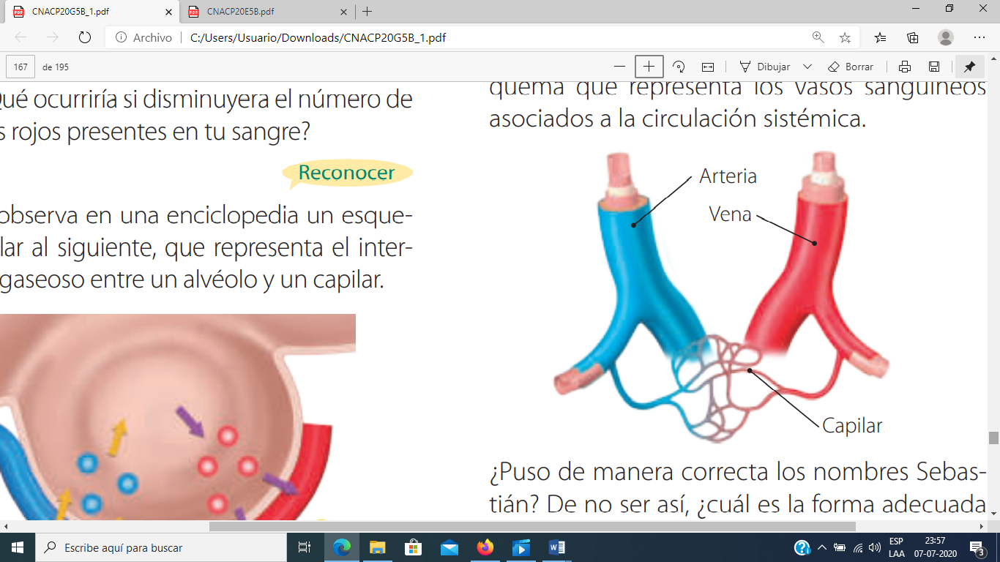 CNACP20G5B_1.pdf
CNACP20E5B.pdf
Archivo
C:/Users/Usuario/Downloads/CNACP20G5B_1.pdf
167
de 195
Dibujar
Borrar
Qué ocurriría si disminuyera el número de
s rojos presentes en tu sangre?
Reconocer
observa en una enciclopedia un esque-
lar al siguiente, que representa el inter-
gaseoso entre un alvéolo y un capilar.
quema que representa los vasos sanguíneos
asociados a la circulación sistémica.
Arteria
Vena
Capilar
¿Puso de manera correcta los nombres Sebas-
tián? De no ser así, ¿cuál es la forma adecuada
Escribe aquí para buscar
ESP
LAA
23:57
07-07-2020
3